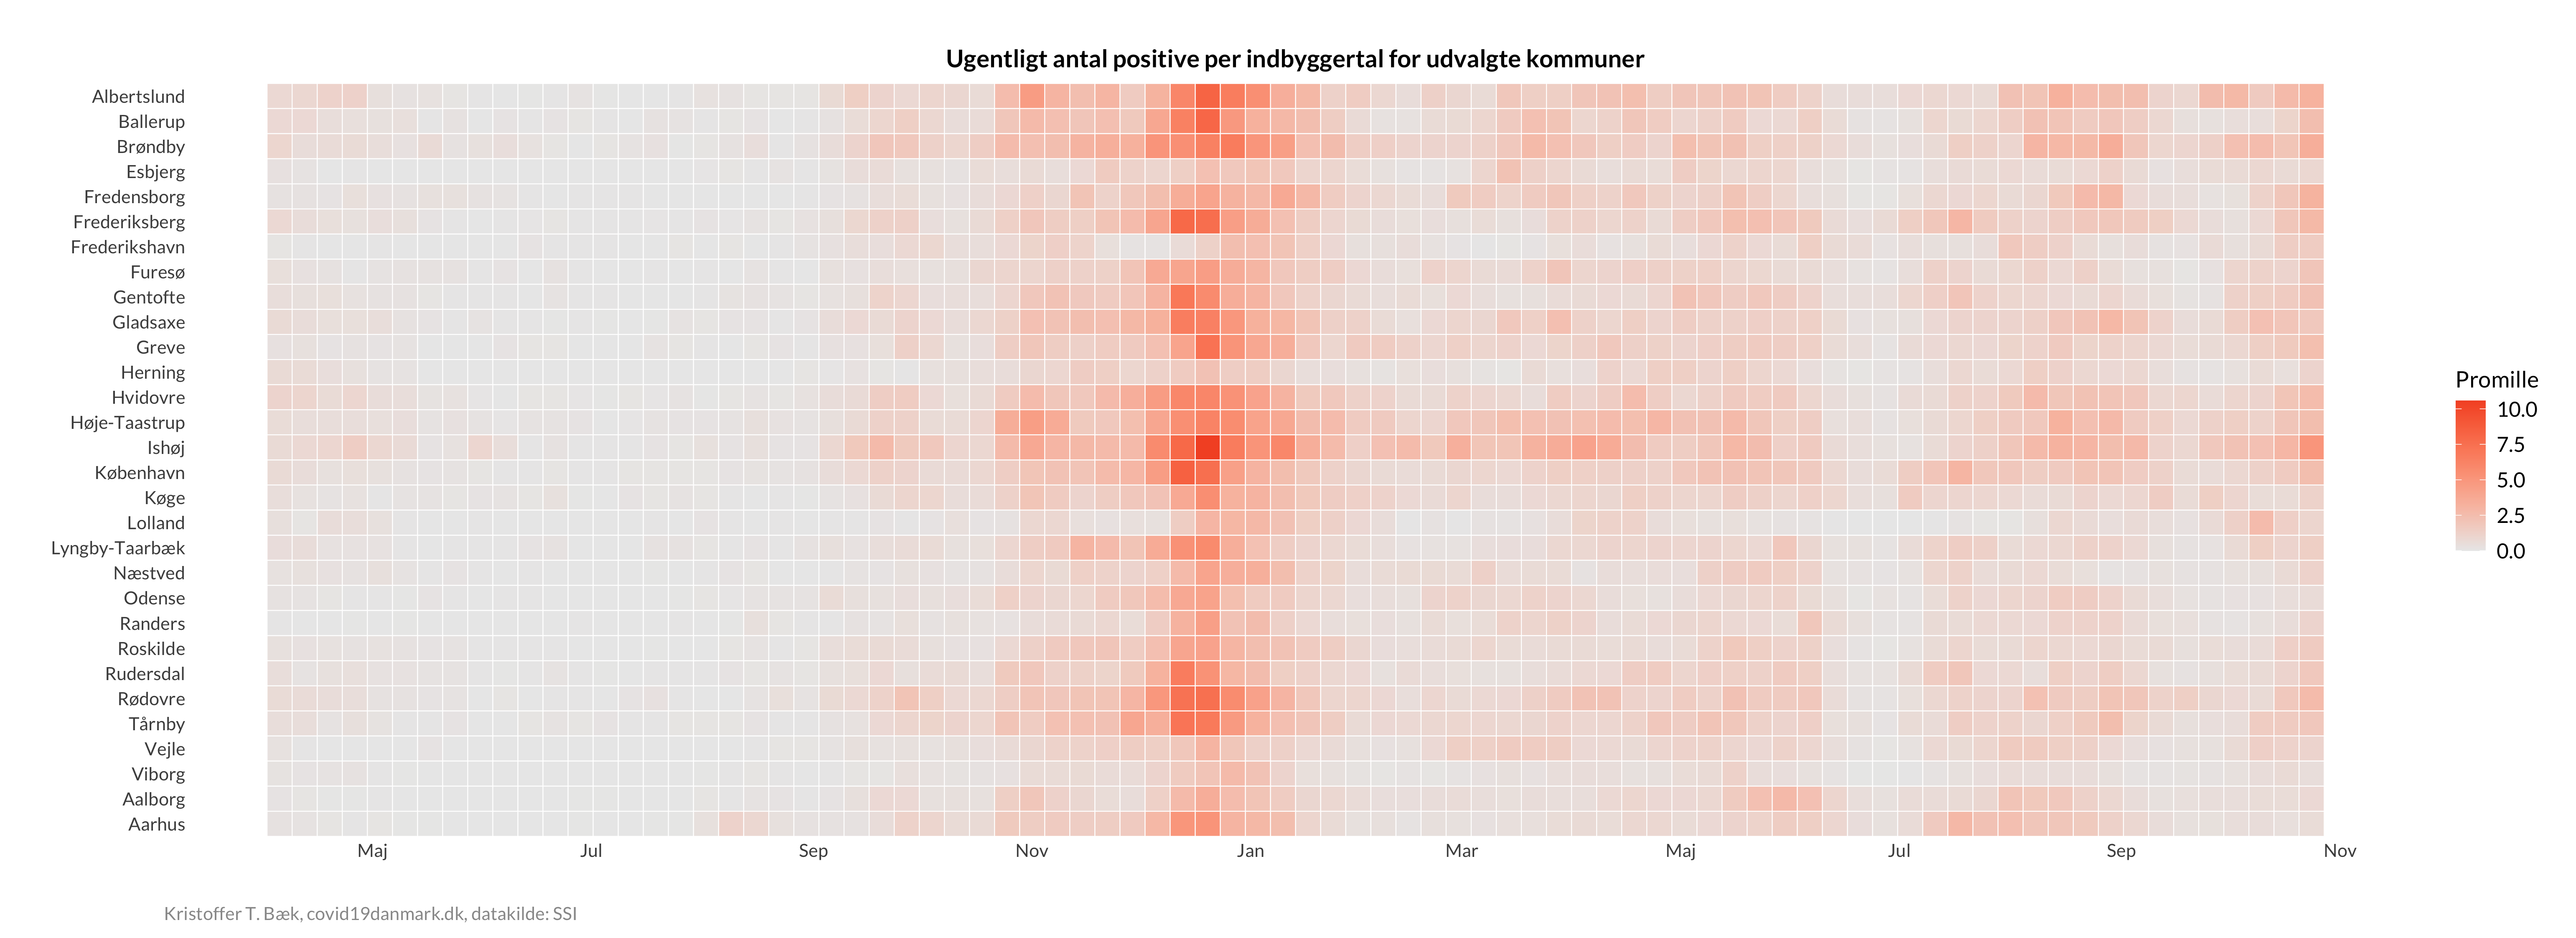 Ugentligt antal positive per indbyggertal for udvalgte kommuner
Albertslund
Ballerup
Brøndby
Esbjerg
Fredensborg
Frederiksberg
Frederikshavn
Furesø
Gentofte
Gladsaxe
Greve
Herning
Hvidovre
Høje-Taastrup
Ishøj
København
Køge
Lolland
Lyngby-Taarbæk
Næstved
Odense
Randers
Roskilde
Rudersdal
Rødovre
Tårnby
Vejle
Viborg
Aalborg
Aarhus
Maj Jul Sep Nov Jan Mar Maj Jul Sep Nov
Promille
10.0
7.5
5.0
2.5
0.0
Kristoffer T. Bæk, covid19danmark.dk, datakilde: SSI